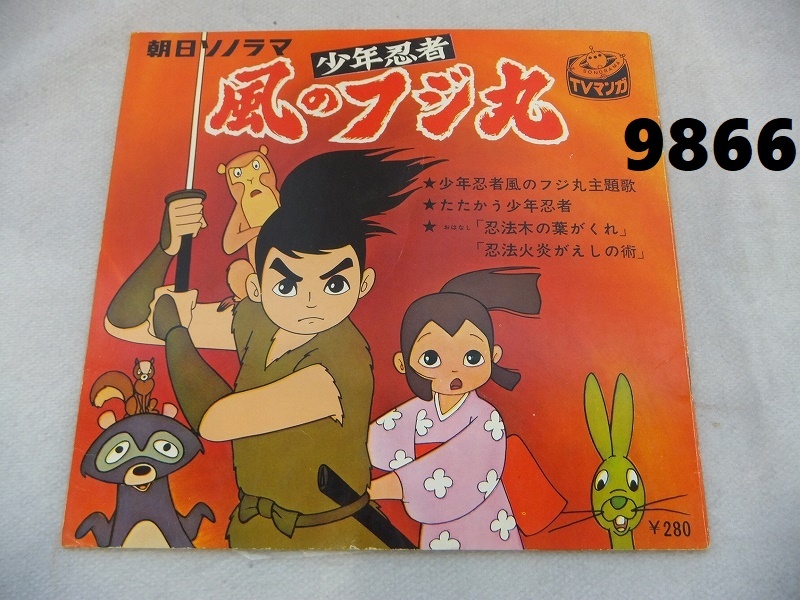 朝日ソノラマ
少年忍者
風のフジ丸
SONORAMA
TVマンガ
9866
★少年忍者風のフジ丸主題歌
★たたかう少年忍者
★おはなし「忍法木の葉がくれ」
「忍法火炎がえしの術」
￥280